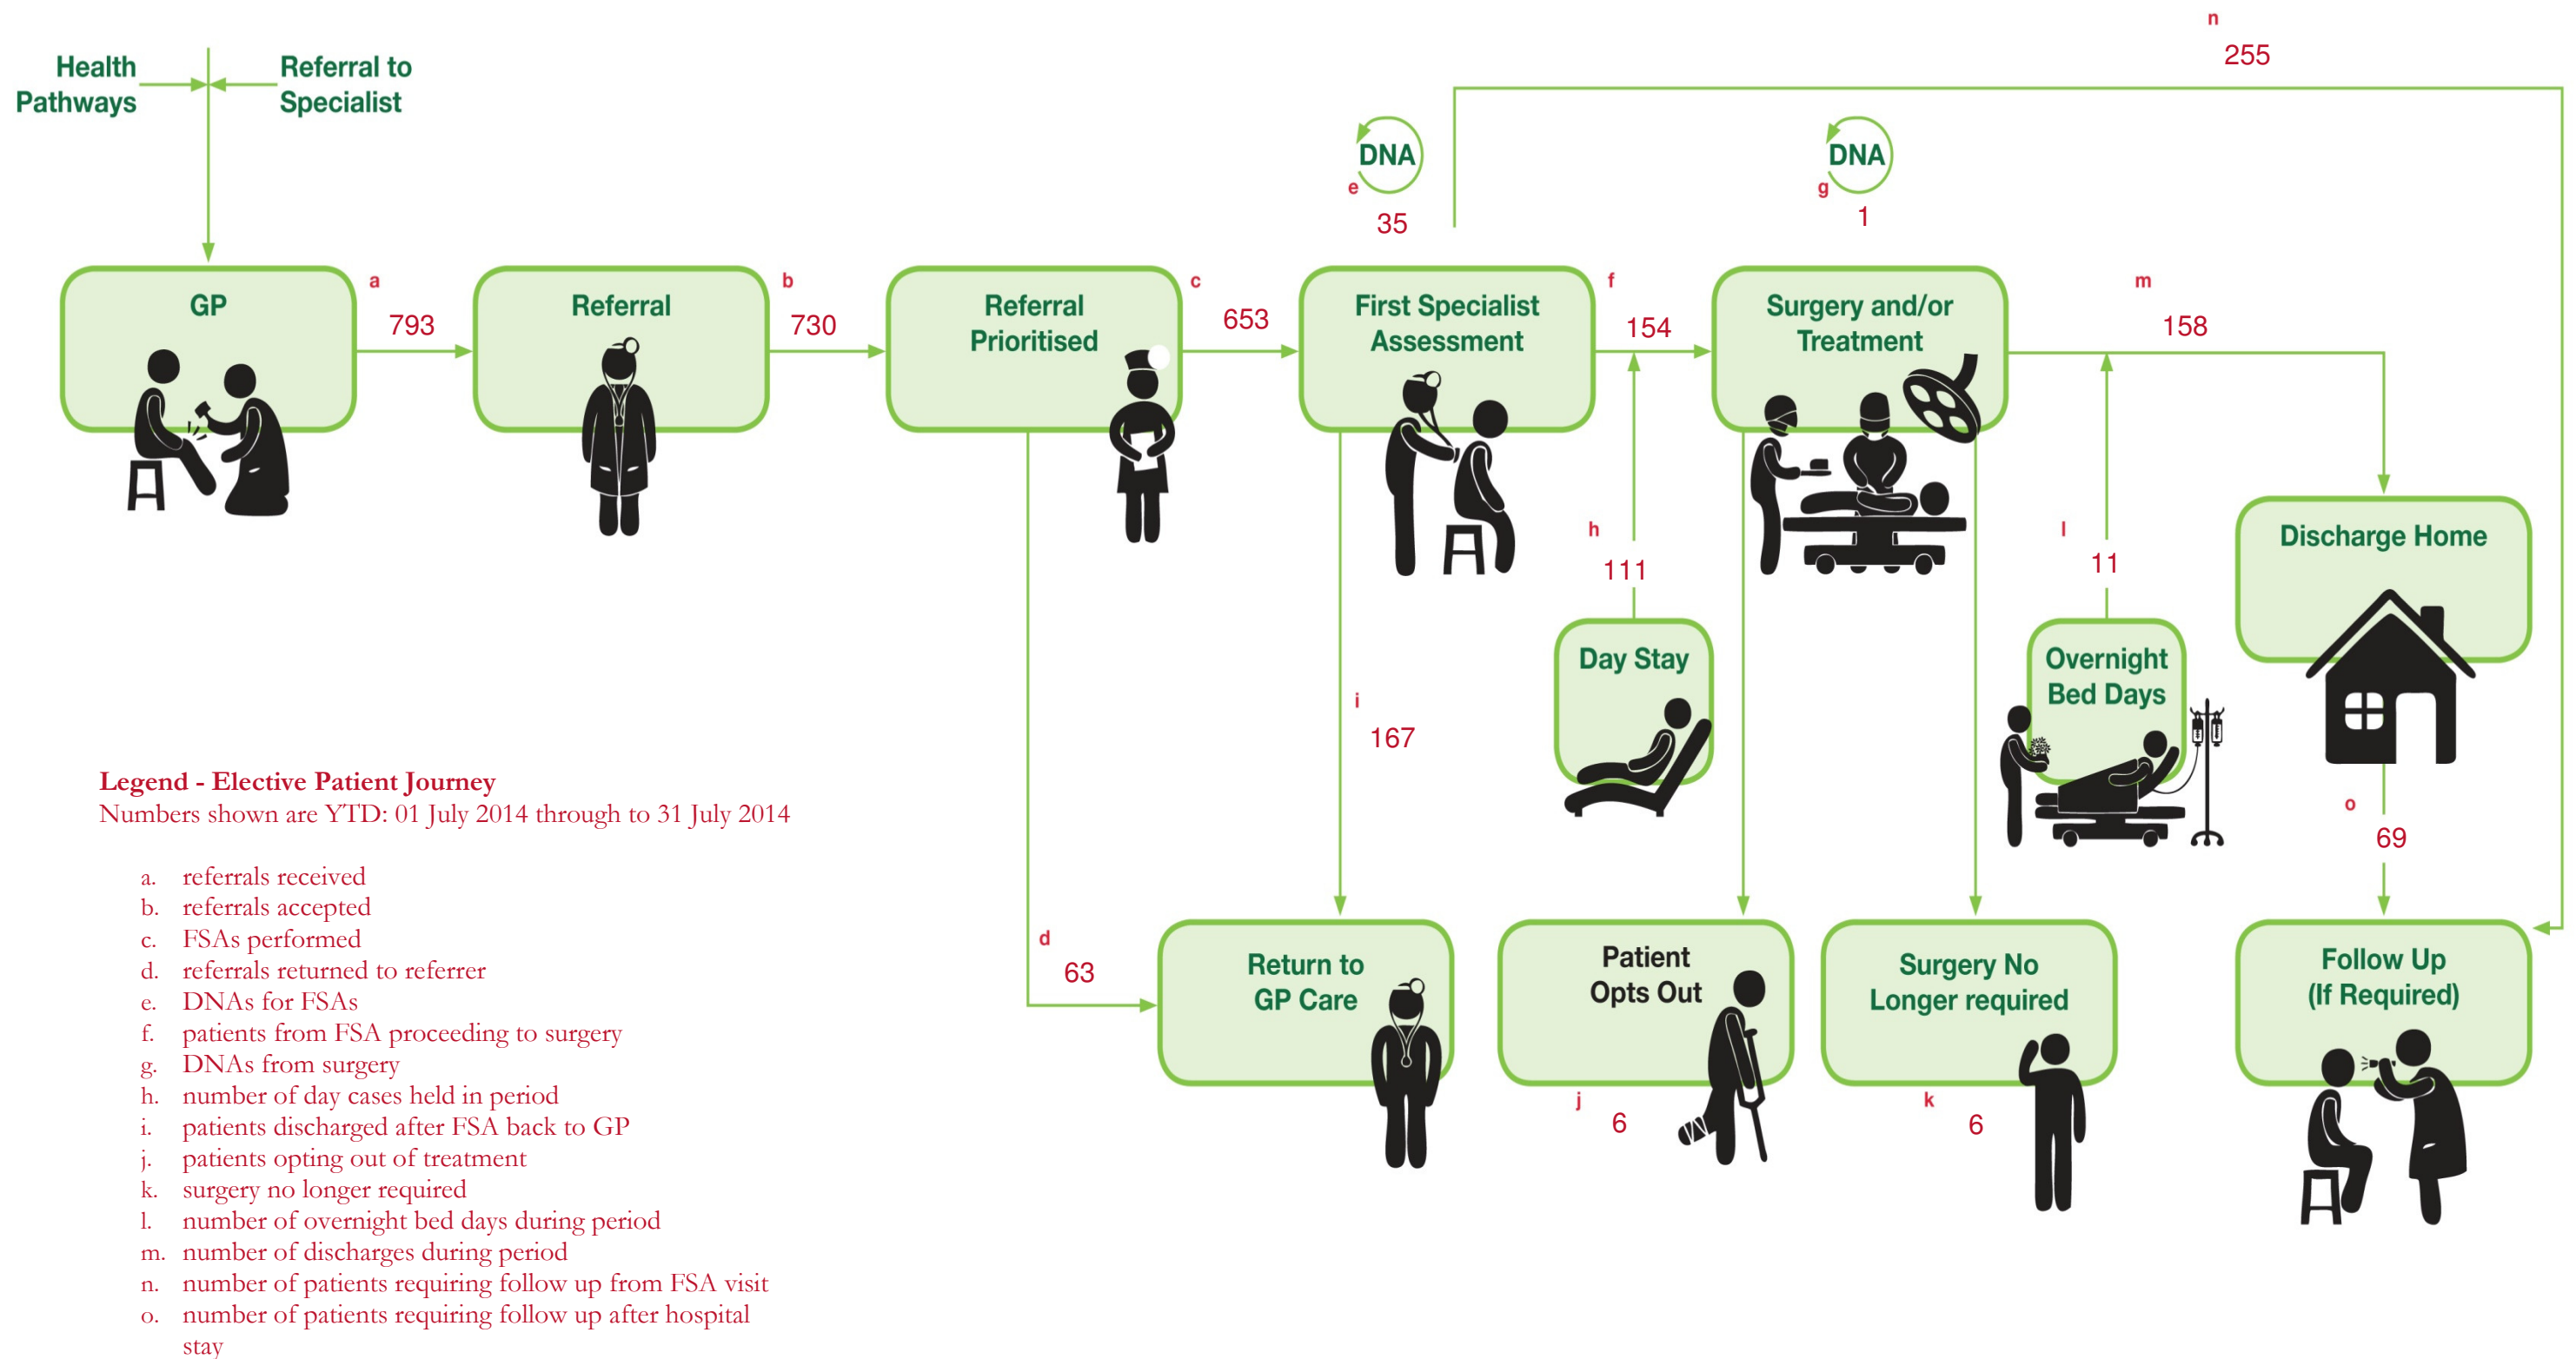 n
255
Health
Pathways
Referral to
Specialist
DNA
e
35
DNA
g
1
GP
a
793
Referral
b
730
Referral
Prioritised
c
653
First Specialist
Assessment
f
154
Surgery and/or
Treatment
m
158
h
111
l
11
Discharge Home
Day Stay
Overnight
Bed Days
i
167
o
69
Legend - Elective Patient Journey
Numbers shown are YTD: 01 July 2014 through to 31 July 2014
a. referrals received
b. referrals accepted
c. FSAs performed
d. referrals returned to referrer
e. DNAs for FSAs
f. patients from FSA proceeding to surgery
g. DNAs from surgery
h. number of day cases held in period
i. patients discharged after FSA back to GP
j. patients opting out of treatment
k. surgery no longer required
l. number of overnight bed days during period
m. number of discharges during period
n. number of patients requiring follow up from FSA visit
o. number of patients requiring follow up after hospital
stay
d
63
Return to
GP Care
Patient
Opts Out
j
6
Surgery No
Longer required
k
6
Follow Up
(If Required)